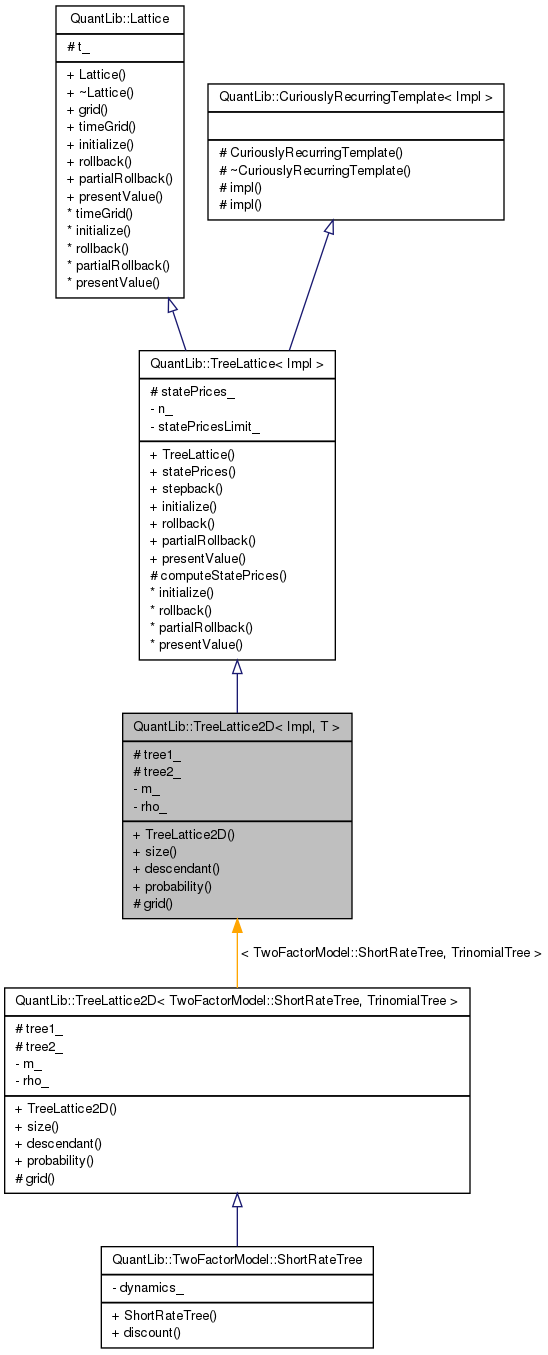 QuantLib::Lattice
# t_
+ Lattice()
+ ~Lattice()
+ grid()
+ timeGrid()
+ initialize()
+ rollback()
+ partialRollback()
+ presentValue()
* timeGrid()
* initialize()
* rollback()
* partialRollback()
* presentValue()
QuantLib::CuriouslyRecurringTemplate< Impl >
# CuriouslyRecurringTemplate()
# ~CuriouslyRecurringTemplate()
# impl()
# impl()
QuantLib::TreeLattice< Impl >
# statePrices_
- n_
- statePricesLimit_
+ TreeLattice()
+ statePrices()
+ stepback()
+ initialize()
+ rollback()
+ partialRollback()
+ presentValue()
# computeStatePrices()
* initialize()
* rollback()
* partialRollback()
* presentValue()
QuantLib::TreeLattice2D< Impl, T >
# tree1_
# tree2_
- m_
- rho_
+ TreeLattice2D()
+ size()
+ descendant()
+ probability()
# grid()
< TwoFactorModel::ShortRateTree, TrinomialTree >
QuantLib::TreeLattice2D< TwoFactorModel::ShortRateTree, TrinomialTree >
# tree1_
# tree2_
- m_
- rho_
+ TreeLattice2D()
+ size()
+ descendant()
+ probability()
# grid()
QuantLib::TwoFactorModel::ShortRateTree
- dynamics_
+ ShortRateTree()
+ discount()